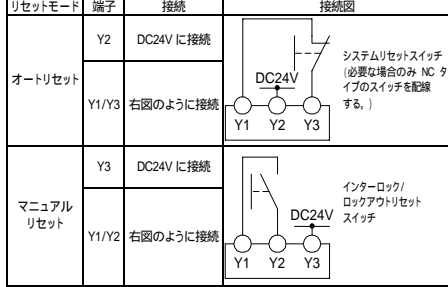 リセットモード 端子 接続 接続図
オートリセット
Y2 DC24V に接続
Y1/Y3 右図のように接続
DC24V
Y1 Y2 Y3
システムリセットスイッチ
(必要な場合のみ NC タ
イプのスイッチを配線
する。)
マニュアル
リセット
Y3 DC24V に接続
Y1/Y2 右図のように接続
DC24V
Y1 Y2 Y3
インターロック/
ロックアウトリセット
スイッチ